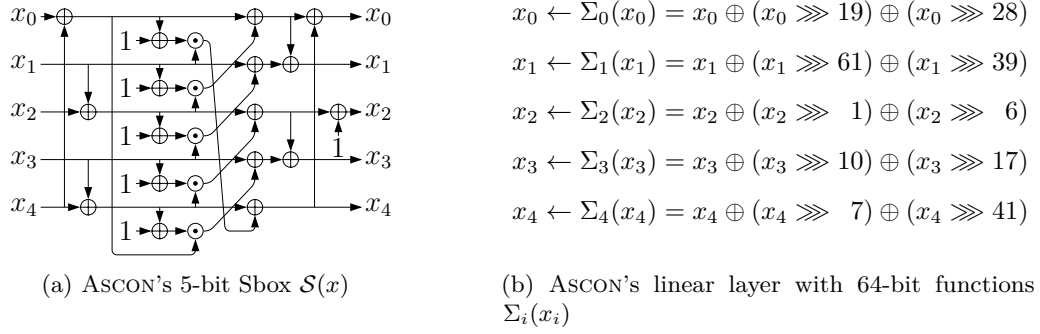 x₀ x₀
1
x₁ x₁
1
x₂ x₂
1 1
x₃ x₃
1
x₄ x₄
1
(a) ASCON's 5-bit Sbox 𝒮(x)
x₀ ← Σ₀(x₀) = x₀ ⊕ (x₀ ⋙ 19) ⊕ (x₀ ⋙ 28)
x₁ ← Σ₁(x₁) = x₁ ⊕ (x₁ ⋙ 61) ⊕ (x₁ ⋙ 39)
x₂ ← Σ₂(x₂) = x₂ ⊕ (x₂ ⋙ 1) ⊕ (x₂ ⋙ 6)
x₃ ← Σ₃(x₃) = x₃ ⊕ (x₃ ⋙ 10) ⊕ (x₃ ⋙ 17)
x₄ ← Σ₄(x₄) = x₄ ⊕ (x₄ ⋙ 7) ⊕ (x₄ ⋙ 41)
(b) ASCON's linear layer with 64-bit functions
Σᵢ(xᵢ)